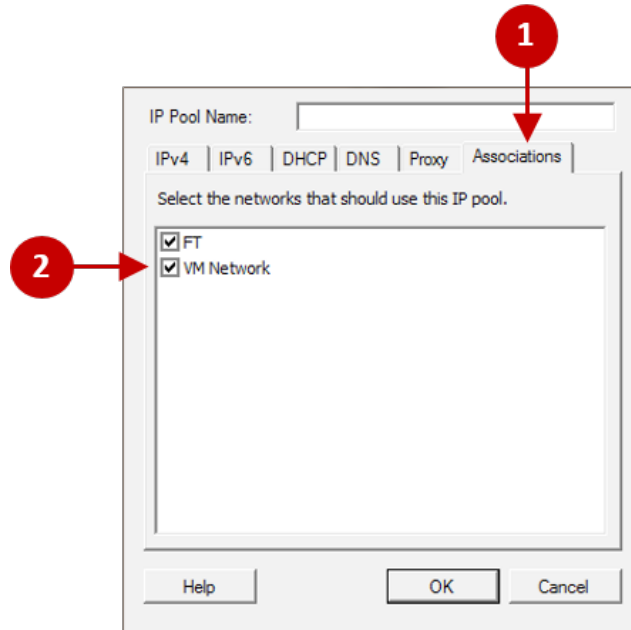 1
IP Pool Name:
IPv4 IPv6 DHCP DNS Proxy Associations
Select the networks that should use this IP pool.
FT
2
VM Network
Help OK Cancel